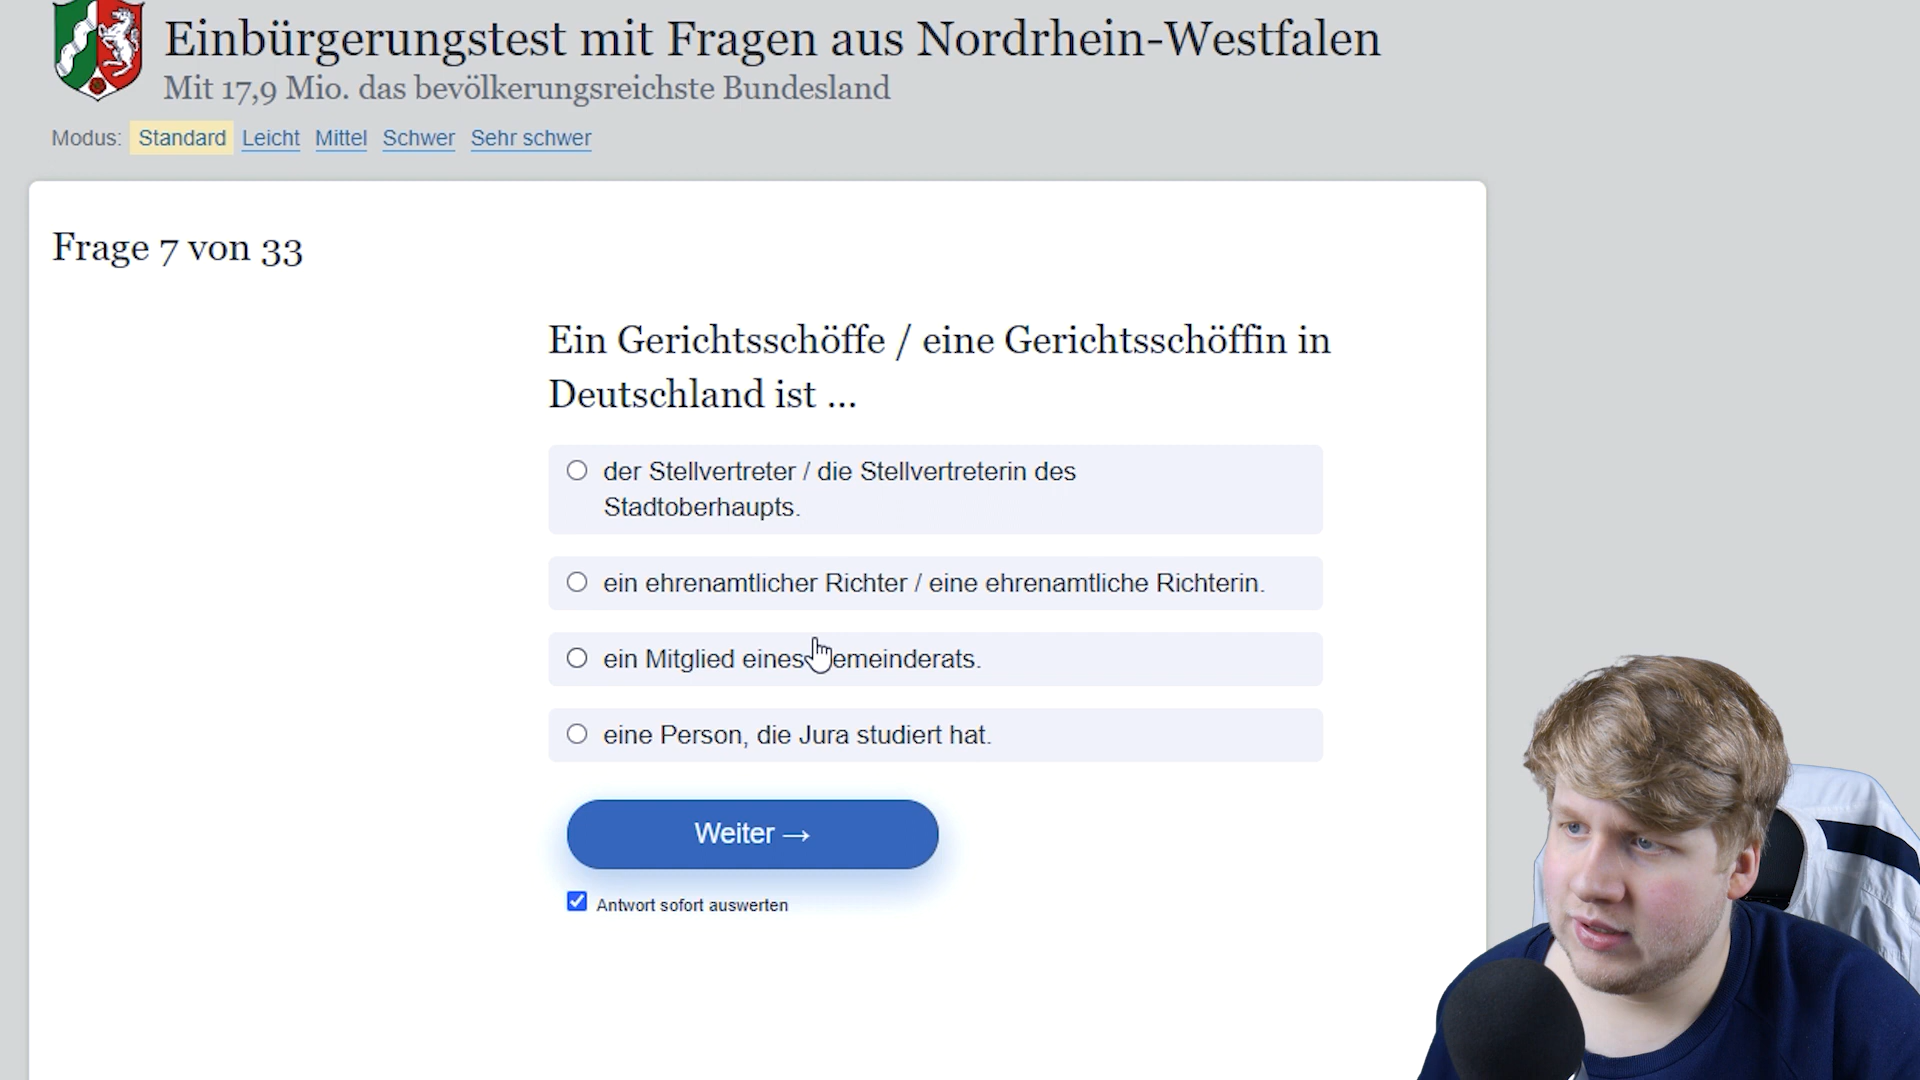 Einbürgerungstest mit Fragen aus Nordrhein-Westfalen
Mit 17,9 Mio. das bevölkerungsreichste Bundesland
Modus: Standard Leicht Mittel Schwer Sehr schwer
Frage 7 von 33
Ein Gerichtsschöffe / eine Gerichtsschöffin in
Deutschland ist ...
der Stellvertreter / die Stellvertreterin des
Stadtoberhaupts.
ein ehrenamtlicher Richter / eine ehrenamtliche Richterin.
ein Mitglied eines Gemeinderats.
eine Person, die Jura studiert hat.
Weiter →
Antwort sofort auswerten